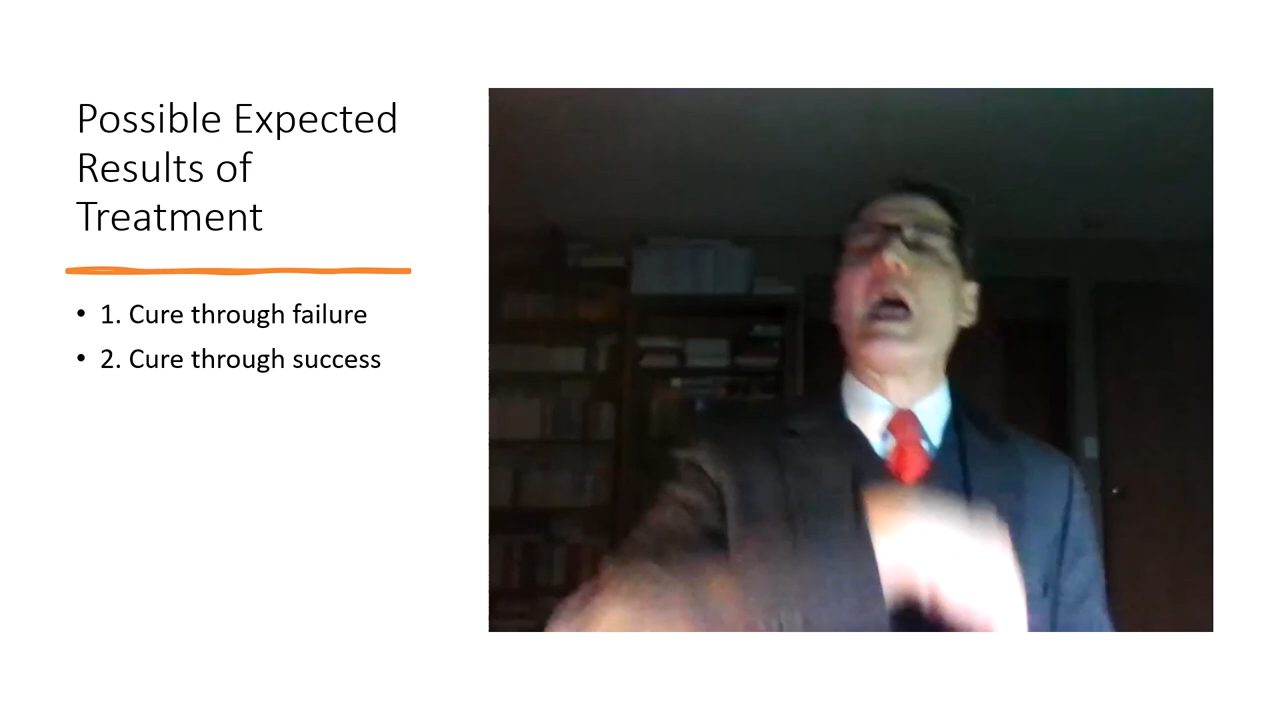 Possible Expected
Results of
Treatment
• 1. Cure through failure
• 2. Cure through success